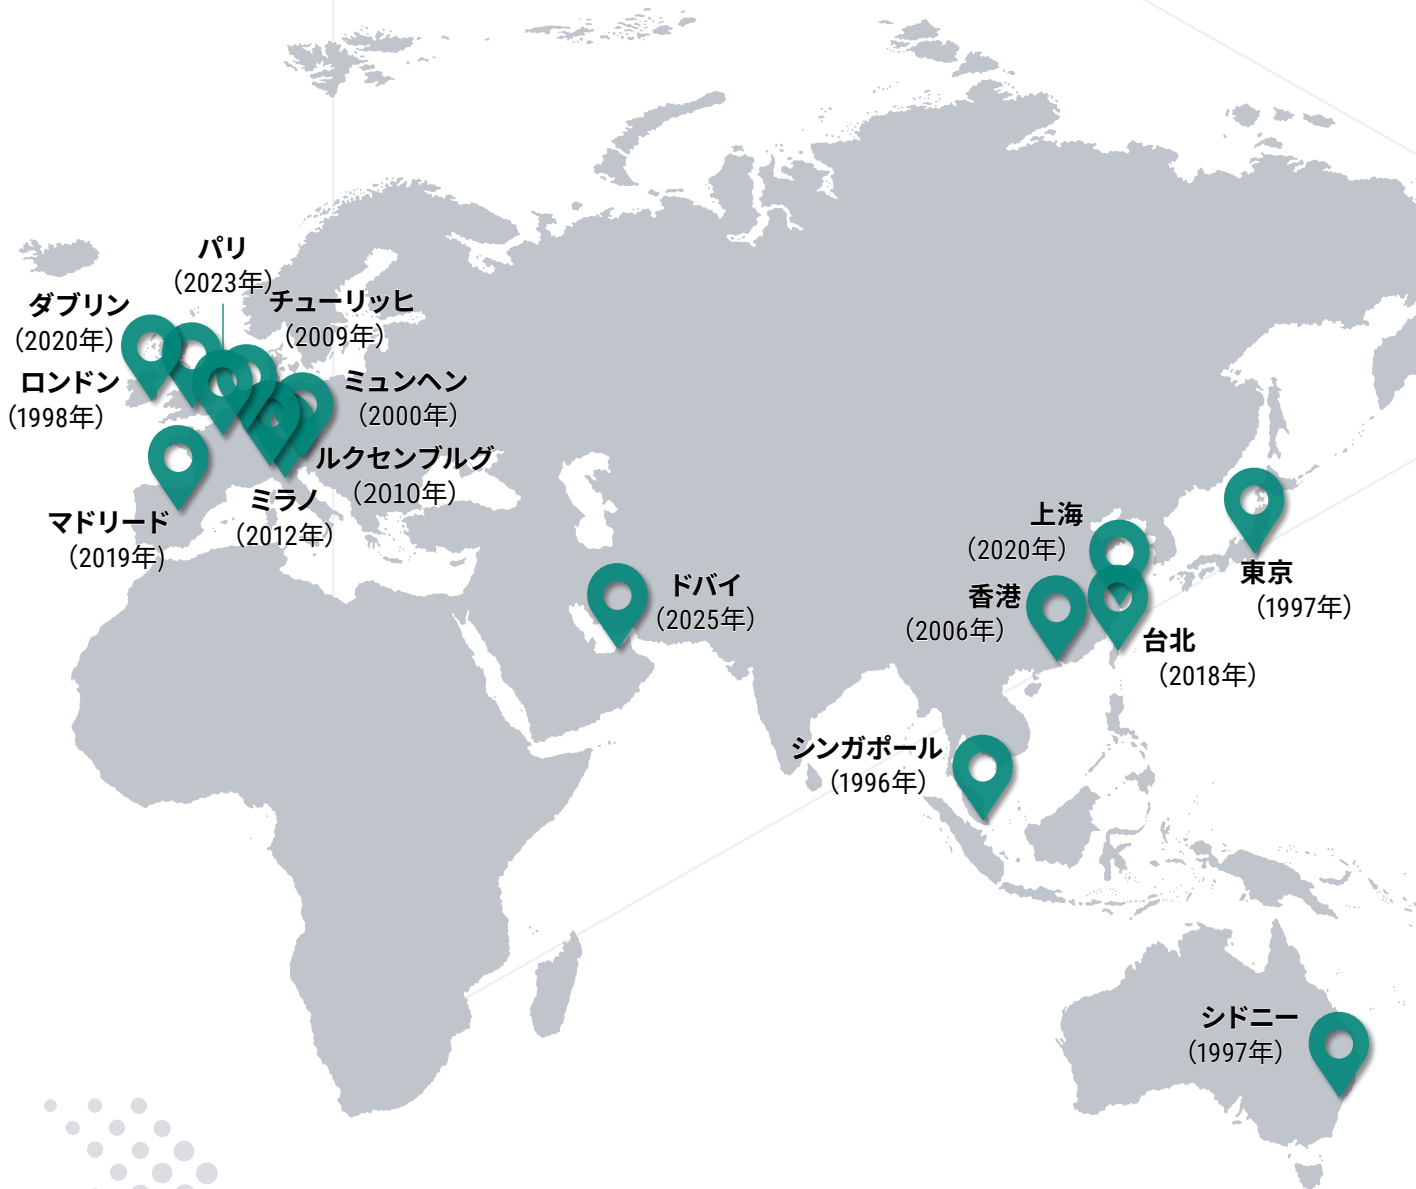 パリ
（2023年）
ダブリン
（2020年）
チューリッヒ
（2009年）
ロンドン
（1998年）
ミュンヘン
（2000年）
ルクセンブルグ
（2010年）
ミラノ
（2012年）
マドリード
（2019年）
ドバイ
（2025年）
上海
（2020年）
香港
（2006年）
東京
（1997年）
台北
（2018年）
シンガポール
（1996年）
シドニー
（1997年）